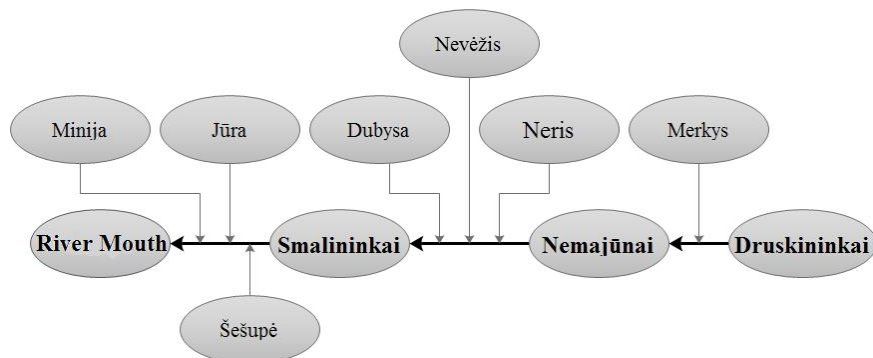 Nevėžis
Minija
Jūra
Dubysa
Neris
Merkys
River Mouth
Smalininkai
Nemajūnai
Druskininkai
Šešupė